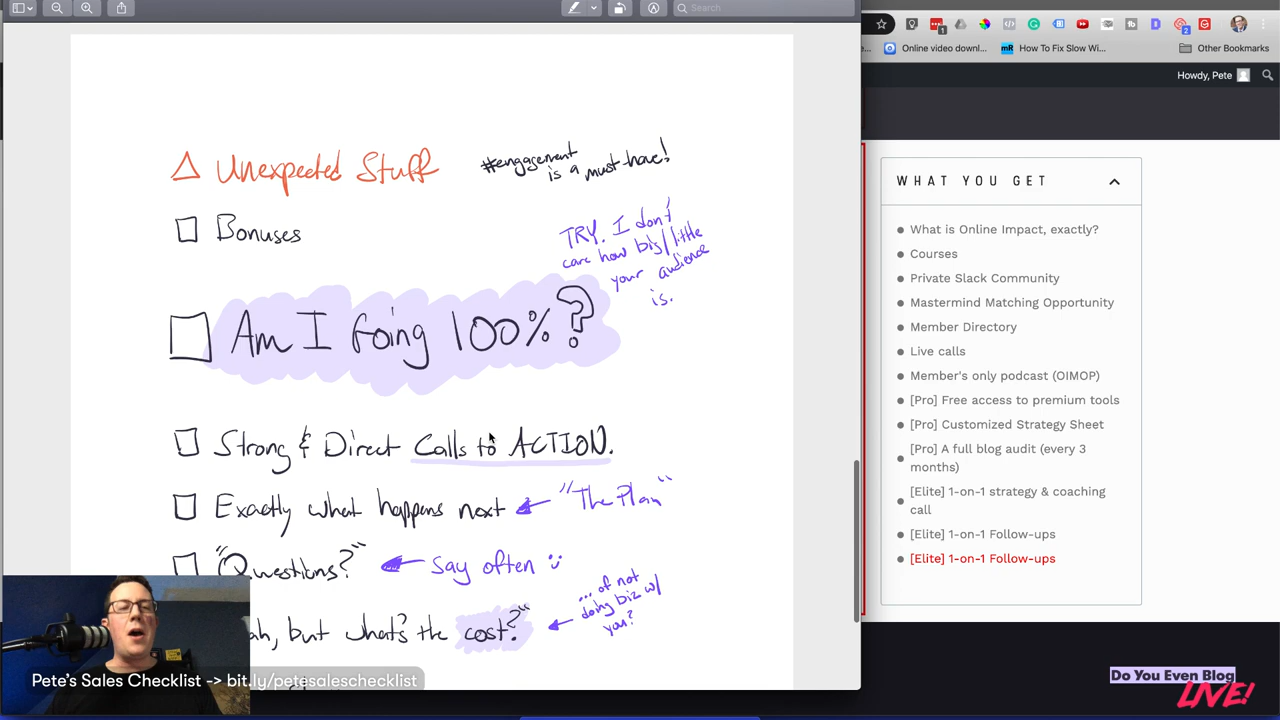 Search
Online video downl...
How To Fix Slow Wi...
Other Bookmarks
Howdy, Pete
Unexpected Stuff
#engagement
is a must have!
Bonuses
TRY. I don't
care how big/little
your audience
is.
Am I Going 100%?
Strong & Direct Calls to ACTION.
Exactly what happens next
"The Plan"
"Questions?"
Say often
ah, but what's the cost?"
... of not
doing biz w/
you?
WHAT YOU GET
What is Online Impact, exactly?
Courses
Private Slack Community
Mastermind Matching Opportunity
Member Directory
Live calls
Member's only podcast (OIMOP)
[Pro] Free access to premium tools
[Pro] Customized Strategy Sheet
[Pro] A full blog audit (every 3
months)
[Elite] 1-on-1 strategy & coaching
call
[Elite] 1-on-1 Follow-ups
[Elite] 1-on-1 Follow-ups
Pete's Sales Checklist -> bit.ly/petesaleschecklist
Do You Even Blog
LIVE!